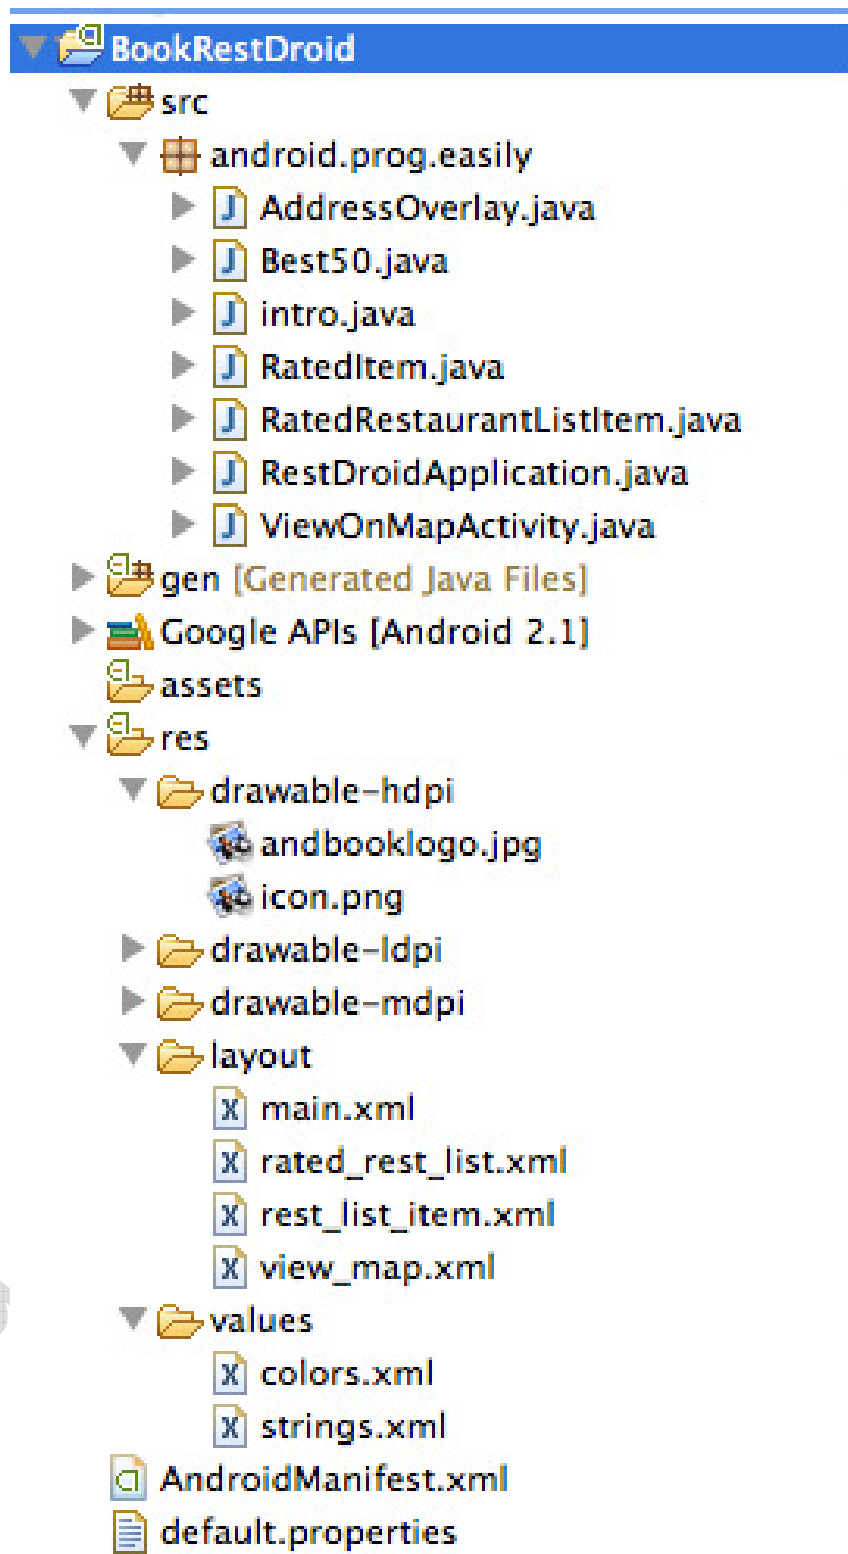 BookRestDroid
src
android.prog.easily
AddressOverlay.java
Best50.java
intro.java
RatedItem.java
RatedRestaurantListItem.java
RestDroidApplication.java
ViewOnMapActivity.java
gen [Generated Java Files]
Google APIs [Android 2.1]
assets
res
drawable-hdpi
andbooklogo.jpg
icon.png
drawable-ldpi
drawable-mdpi
layout
main.xml
rated_rest_list.xml
rest_list_item.xml
view_map.xml
values
colors.xml
strings.xml
AndroidManifest.xml
default.properties